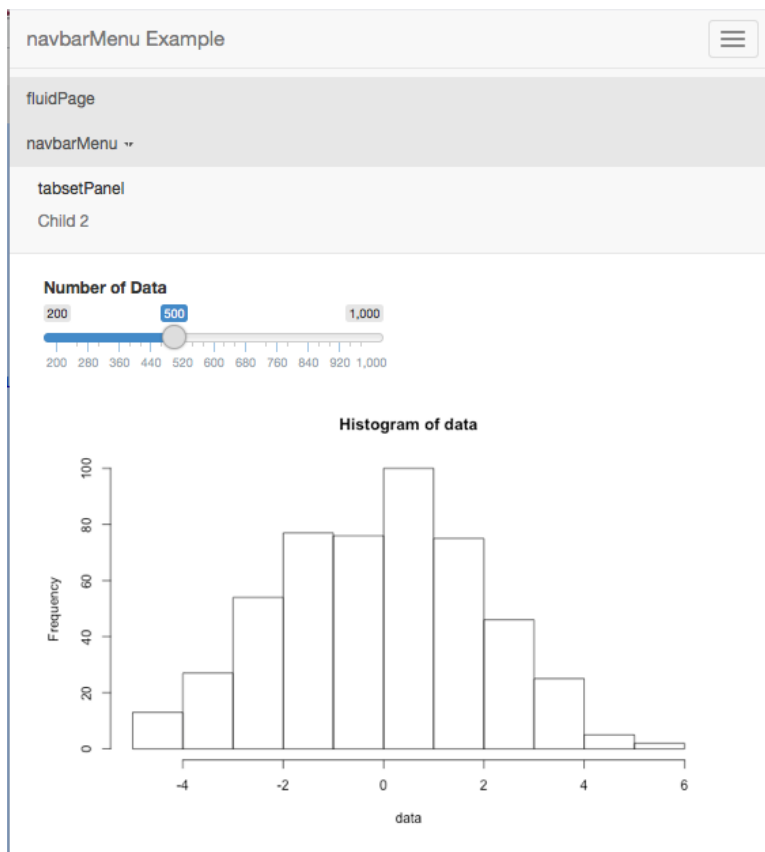 navbarMenu Example
fluidPage
navbarMenu
tabsetPanel
Child 2
Number of Data
200 500 1,000
200 280 360 440 520 600 680 760 840 920 1,000
Histogram of data
100
80
60
40
20
0
Frequency
-4 -2 0 2 4 6
data